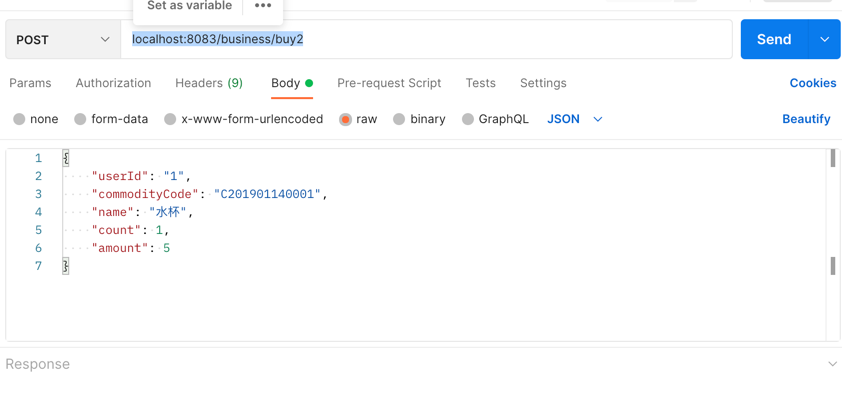 Set as variable •••
POST localhost:8083/business/buy2 Send
Params Authorization Headers (9) Body Pre-request Script Tests Settings Cookies
none form-data x-www-form-urlencoded raw binary GraphQL JSON Beautify
1 {
2 "userId": "1",
3 "commodityCode": "C201901140001",
4 "name": "水杯",
5 "count": 1,
6 "amount": 5
7 }
Response